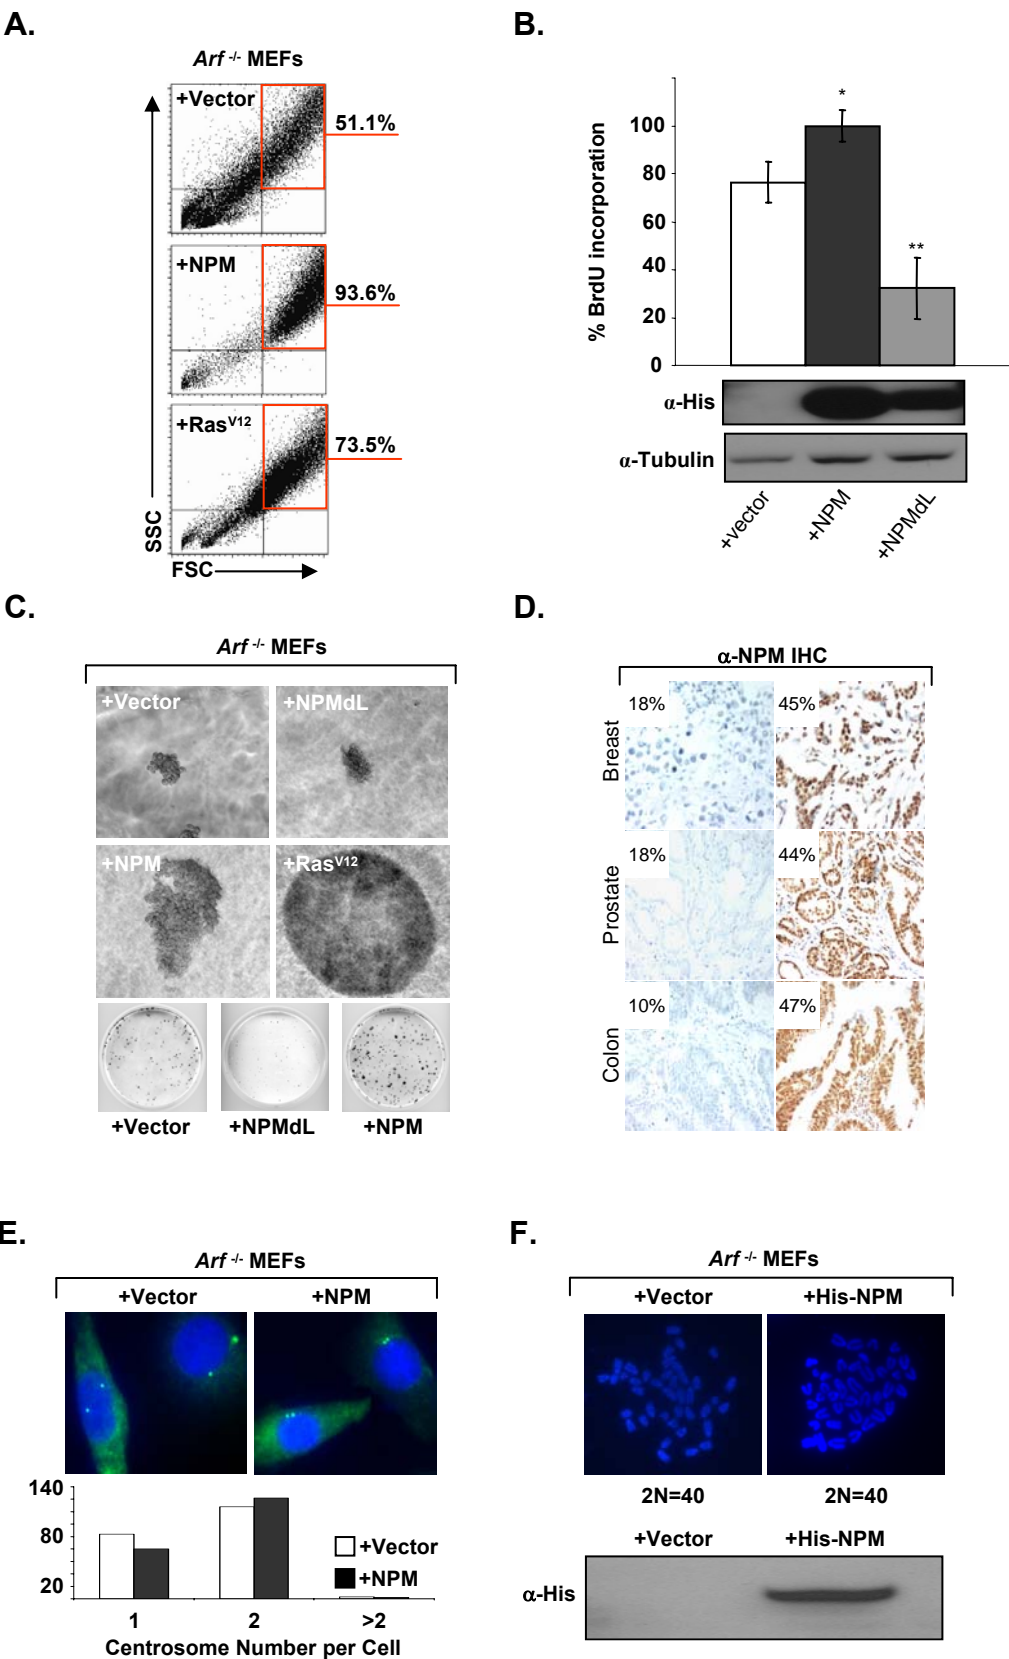 A.
Arf -/- MEFs
+Vector
51.1%
+NPM
93.6%
+RasV12
73.5%
SSC
FSC
B.
% BrdU incorporation
100
80
60
40
20
0
*
**
α-His
α-Tubulin
+vector
+NPM
+NPMdL
C.
Arf -/- MEFs
+Vector
+NPMdL
+NPM
+RasV12
+Vector
+NPMdL
+NPM
D.
α-NPM IHC
Breast
18%
45%
Prostate
18%
44%
Colon
10%
47%
E.
Arf -/- MEFs
+Vector
+NPM
140
80
20
+Vector
+NPM
1
2
>2
Centrosome Number per Cell
F.
Arf -/- MEFs
+Vector
+His-NPM
2N=40
2N=40
+Vector
+His-NPM
α-His